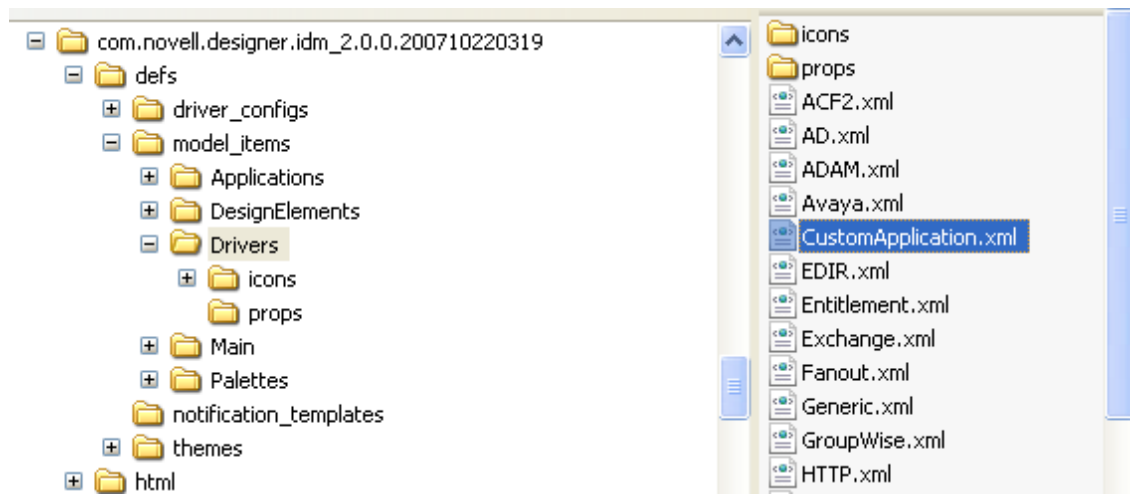 com.novell.designer.idm_2.0.0.200710220319
defs
driver_configs
model_items
Applications
DesignElements
Drivers
icons
props
Main
Palettes
notification_templates
themes
html
icons
props
ACF2.xml
AD.xml
ADAM.xml
Avaya.xml
CustomApplication.xml
EDIR.xml
Entitlement.xml
Exchange.xml
Fanout.xml
Generic.xml
GroupWise.xml
HTTP.xml